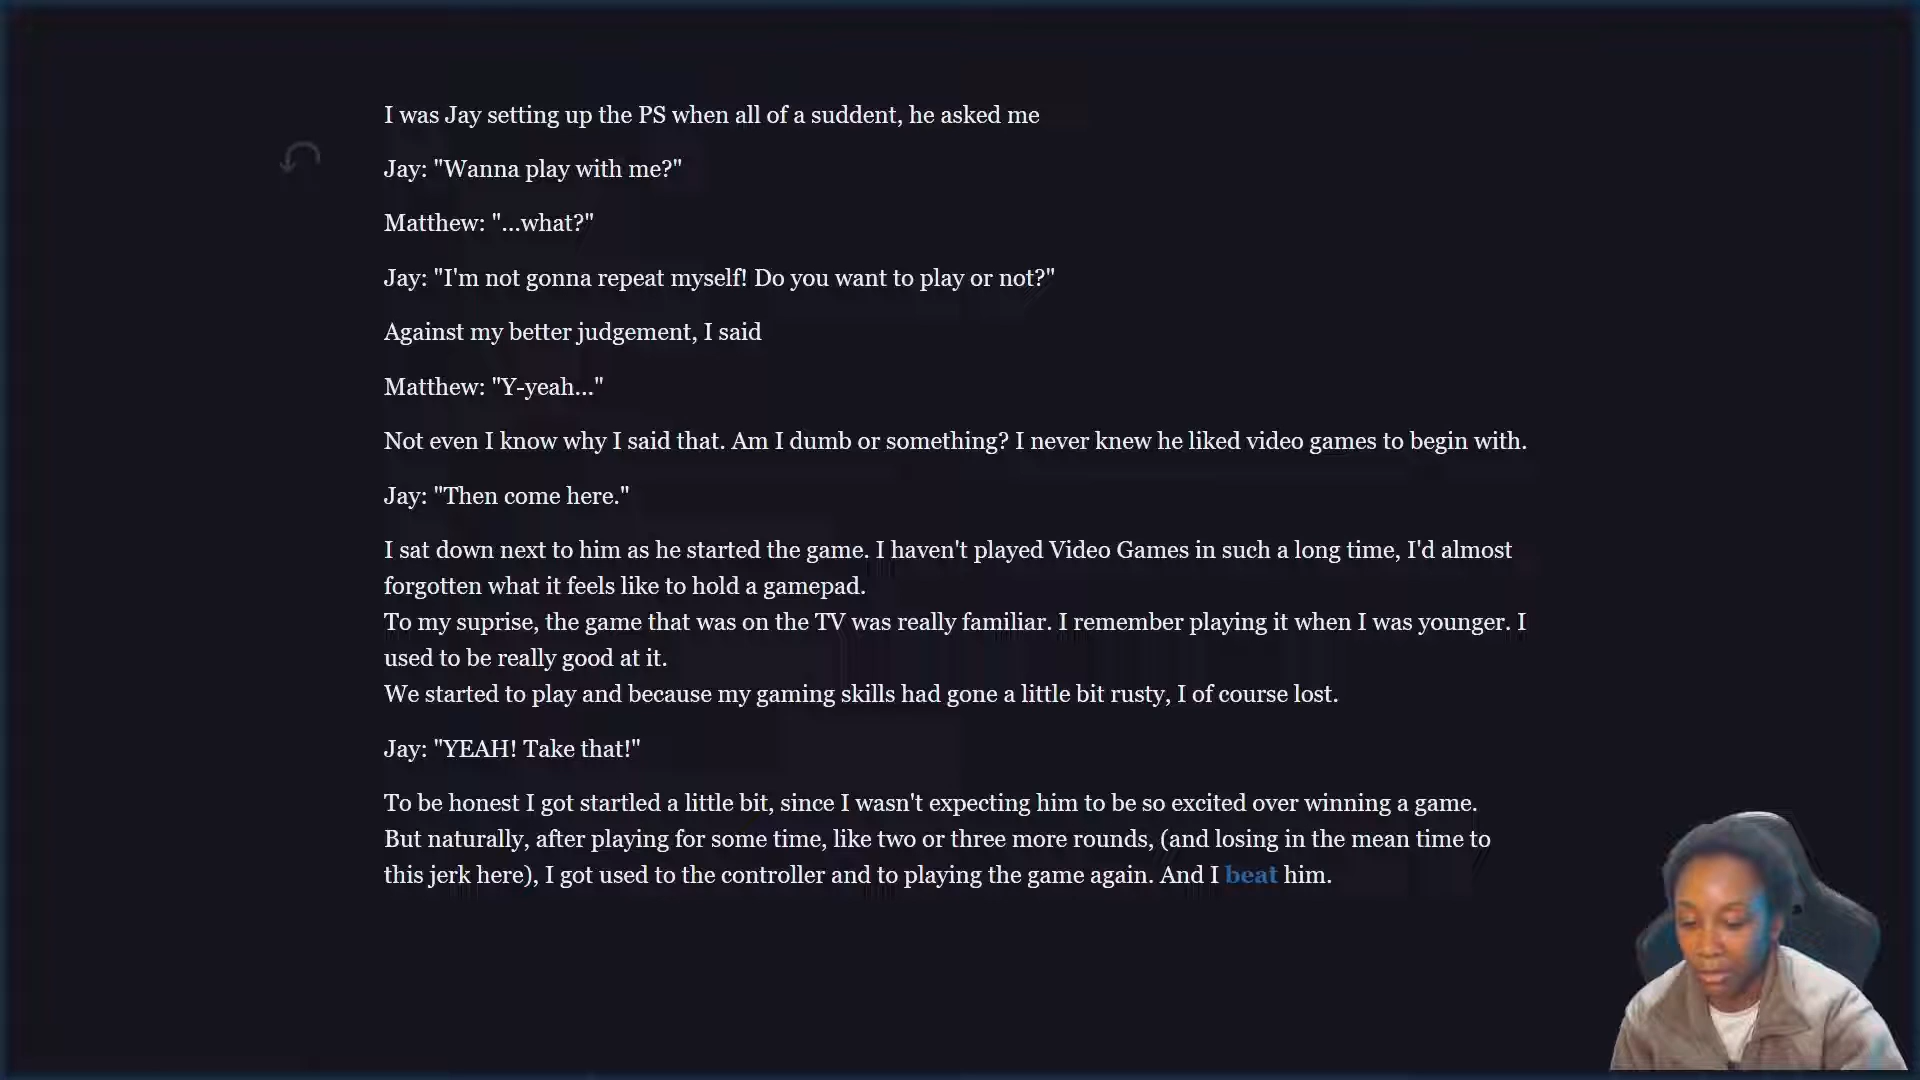 I was Jay setting up the PS when all of a suddent, he asked me
Jay: "Wanna play with me?"
Matthew: "...what?"
Jay: "I'm not gonna repeat myself! Do you want to play or not?"
Against my better judgement, I said
Matthew: "Y-yeah..."
Not even I know why I said that. Am I dumb or something? I never knew he liked video games to begin with.
Jay: "Then come here."
I sat down next to him as he started the game. I haven't played Video Games in such a long time, I'd almost
forgotten what it feels like to hold a gamepad.
To my suprise, the game that was on the TV was really familiar. I remember playing it when I was younger. I
used to be really good at it.
We started to play and because my gaming skills had gone a little bit rusty, I of course lost.
Jay: "YEAH! Take that!"
To be honest I got startled a little bit, since I wasn't expecting him to be so excited over winning a game.
But naturally, after playing for some time, like two or three more rounds, (and losing in the mean time to
this jerk here), I got used to the controller and to playing the game again. And I beat him.